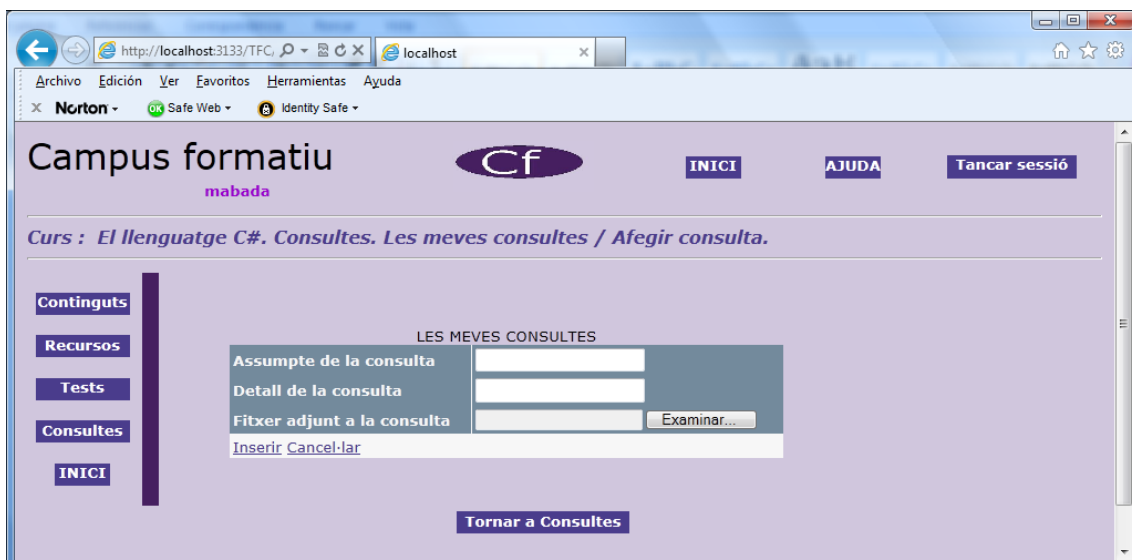 http://localhost:3133/TFC,
localhost
Archivo Edición Ver Favoritos Herramientas Ayuda
x Norton - OK Safe Web Identity Safe
Campus formatiu
Cf
INICI
AJUDA
Tancar sessió
mabada
Curs : El llenguatge C#. Consultes. Les meves consultes / Afegir consulta.
Continguts
Recursos
Tests
Consultes
INICI
LES MEVES CONSULTES
Assumpte de la consulta
Detall de la consulta
Fitxer adjunt a la consulta Examinar...
Inserir Cancel·lar
Tornar a Consultes